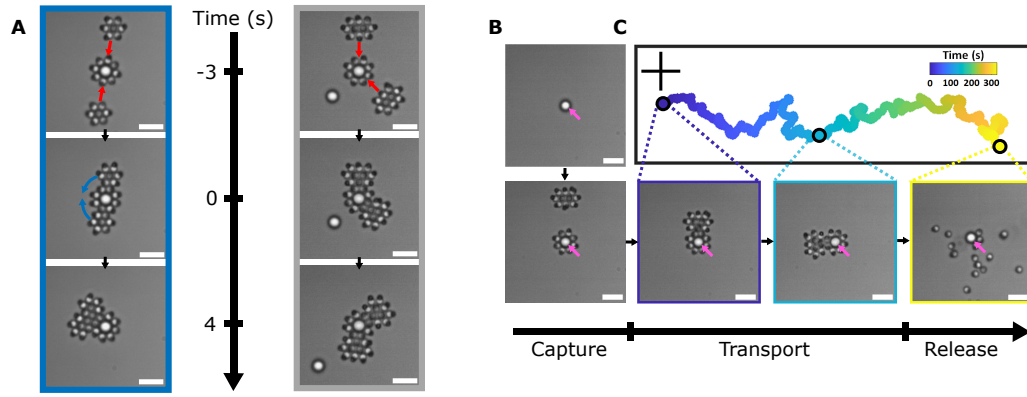 A
Time (s)
-3
0
4
B
C
Time (s)
0 100 200 300
Capture
Transport
Release